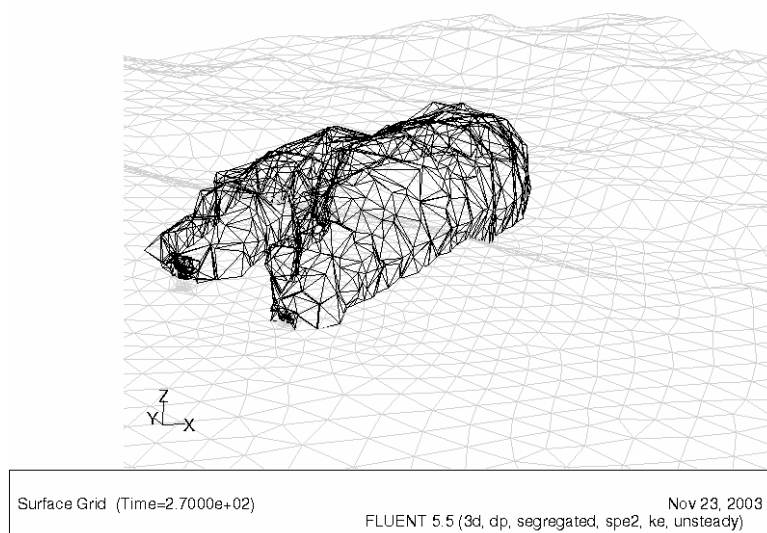 Z
Y X
Surface Grid (Time=2.7000e+02)
Nov 23, 2003
FLUENT 5.5 (3d, dp, segregated, spe2, ke, unsteady)